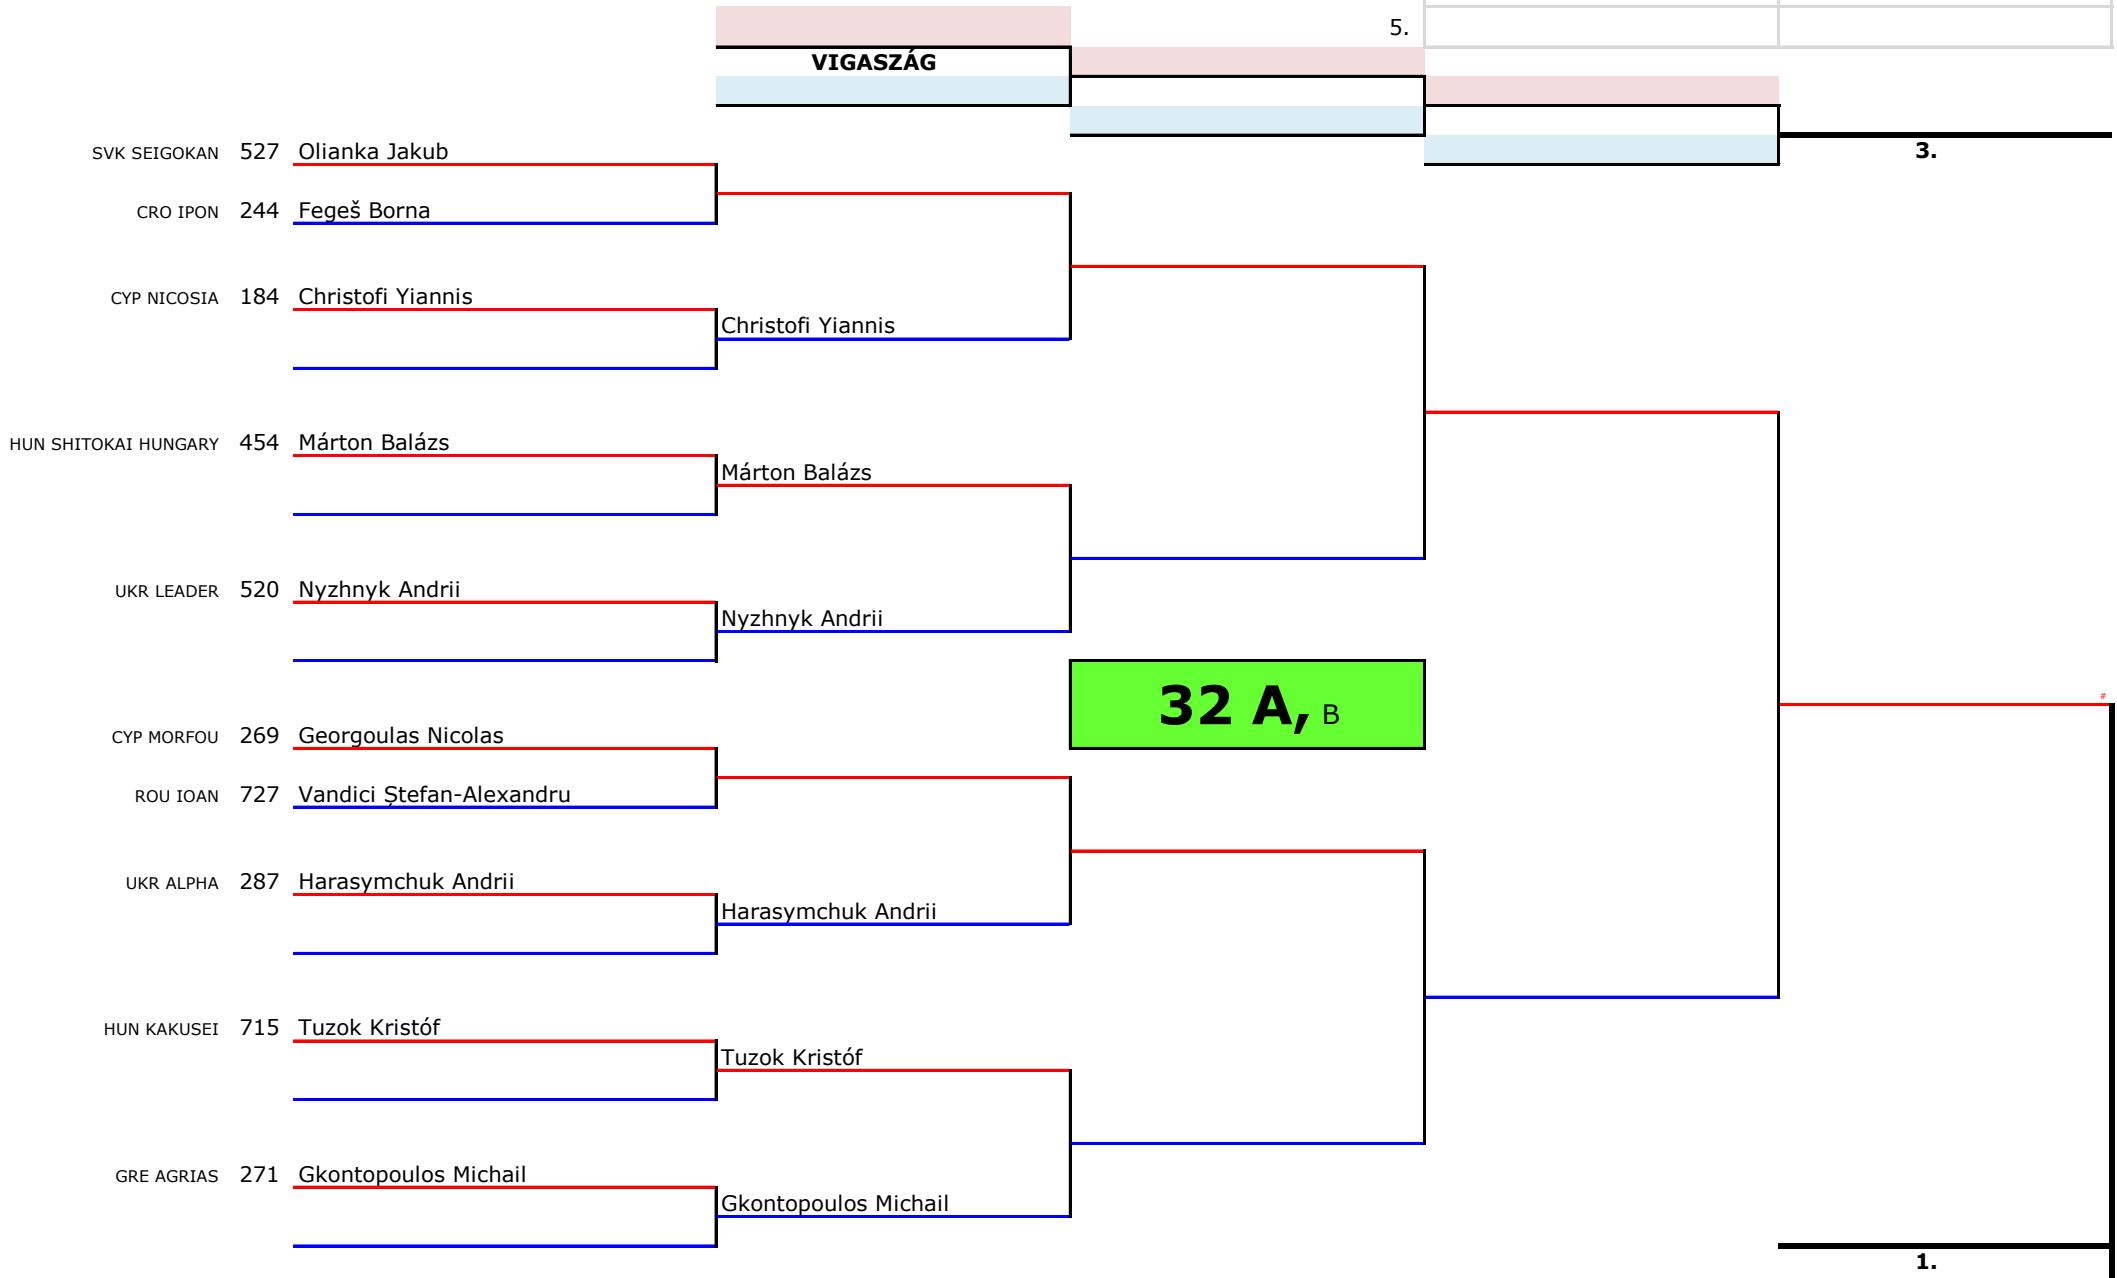 5.
VIGASZÁG
3.
SVK SEIGOKAN 527 Olianka Jakub
CRO IPON 244 Fegeš Borna
CYP NICOSIA 184 Christofi Yiannis
Christofi Yiannis
HUN SHITOKAI HUNGARY 454 Márton Balázs
Márton Balázs
UKR LEADER 520 Nyzhnyk Andrii
Nyzhnyk Andrii
32 A, B
#
CYP MORFOU 269 Georgoulas Nicolas
ROU IOAN 727 Vandici Ștefan-Alexandru
UKR ALPHA 287 Harasymchuk Andrii
Harasymchuk Andrii
HUN KAKUSEI 715 Tuzok Kristóf
Tuzok Kristóf
GRE AGRIAS 271 Gkontopoulos Michail
Gkontopoulos Michail
1.